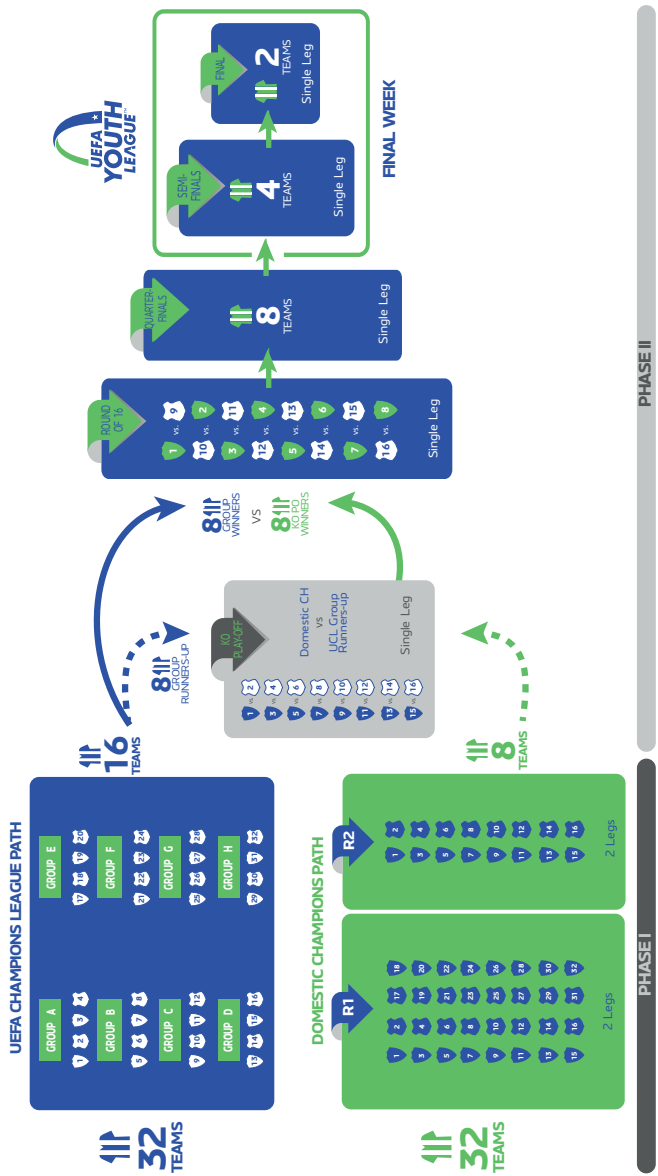 UEFA CHAMPIONS LEAGUE PATH
32
TEAMS
GROUP A
1 2 3 4
GROUP B
5 6 7 8
GROUP C
9 10 11 12
GROUP D
13 14 15 16
GROUP E
17 18 19 20
GROUP F
21 22 23 24
GROUP G
25 26 27 28
GROUP H
29 30 31 32
16
TEAMS
8
GROUP
RUNNERS-UP
DOMESTIC CHAMPIONS PATH
32
TEAMS
R1
1 2 17 18
3 4 19 20
5 6 21 22
7 8 23 24
9 10 25 26
11 12 27 28
13 14 29 30
15 16 31 32
2 Legs
R2
1 2
3 4
5 6
7 8
9 10
11 12
13 14
15 16
2 Legs
8
TEAMS
KO
PLAY-OFF
1 vs. 2
3 vs. 4
5 vs. 6
7 vs. 8
9 vs. 10
11 vs. 12
13 vs. 14
15 vs. 16
Domestic CH
vs
UCL Group
Runners-up
Single Leg
8
GROUP
WINNERS
VS
8
KO PO
WINNERS
ROUND
OF 16
1 vs. 9
10 vs. 2
3 vs. 11
12 vs. 4
5 vs. 13
14 vs. 6
7 vs. 15
16 vs. 8
Single Leg
QUARTER-
FINALS
8
TEAMS
Single Leg
SEMI-
FINALS
4
TEAMS
Single Leg
FINAL
2
TEAMS
Single Leg
FINAL WEEK
UEFA
YOUTH
LEAGUE™
PHASE I
PHASE II